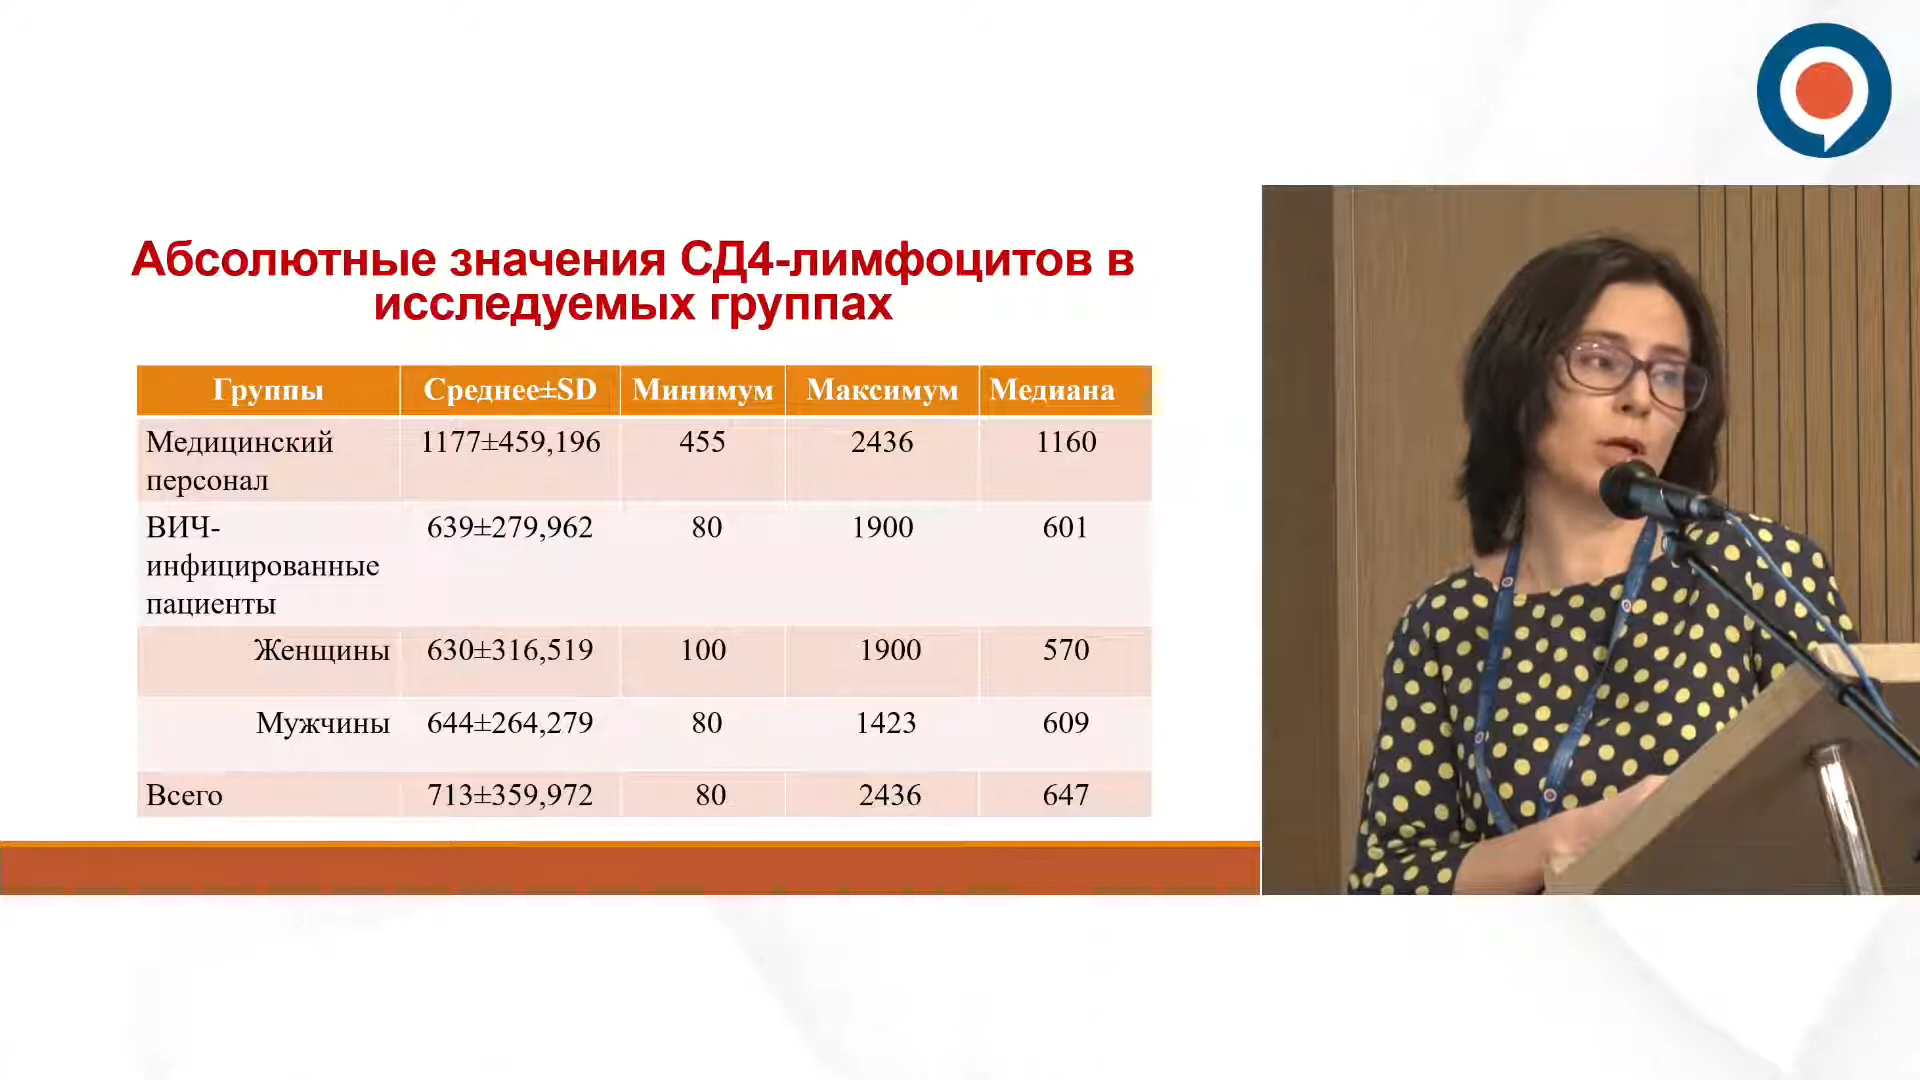 Абсолютные значения СД4-лимфоцитов в
исследуемых группах
Группы Среднее±SD Минимум Максимум Медиана
Медицинский 1177±459,196 455 2436 1160
персонал
ВИЧ- 639±279,962 80 1900 601
инфицированные
пациенты
Женщины 630±316,519 100 1900 570
Мужчины 644±264,279 80 1423 609
Всего 713±359,972 80 2436 647